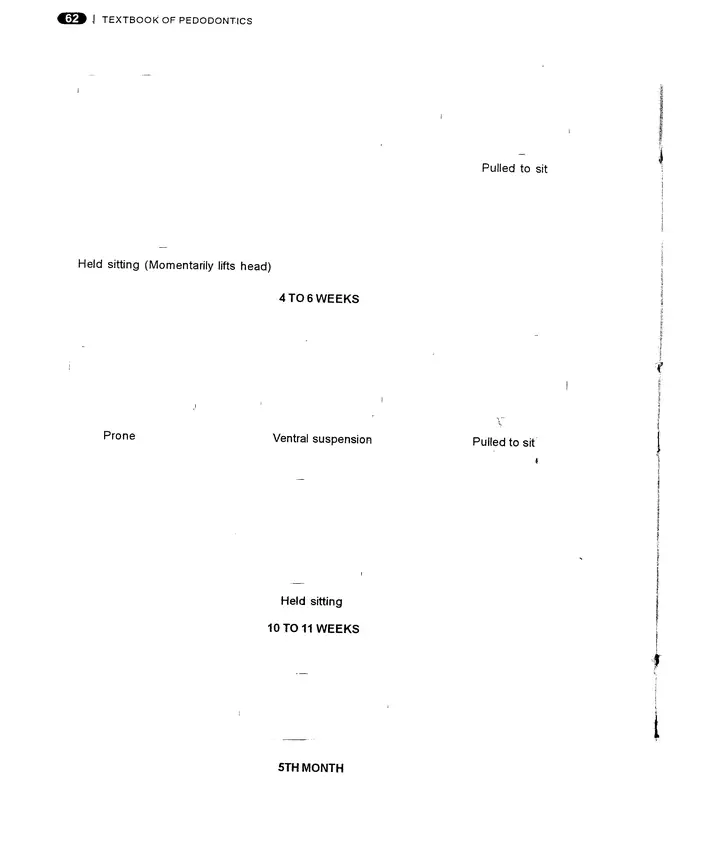 62 | TEXTBOOK OF PEDODONTICS
Pulled to sit
Held sitting (Momentarily lifts head)
4 TO 6 WEEKS
Prone
Ventral suspension
Pulled to sit
Held sitting
10 TO 11 WEEKS
5TH MONTH